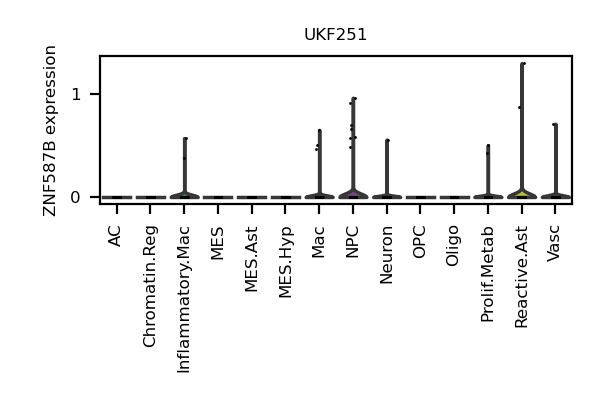 UKF251
ZNF587B expression
1
0
AC
Chromatin.Reg
Inflammatory.Mac
MES
MES.Ast
MES.Hyp
Mac
NPC
Neuron
OPC
Oligo
Prolif.Metab
Reactive.Ast
Vasc